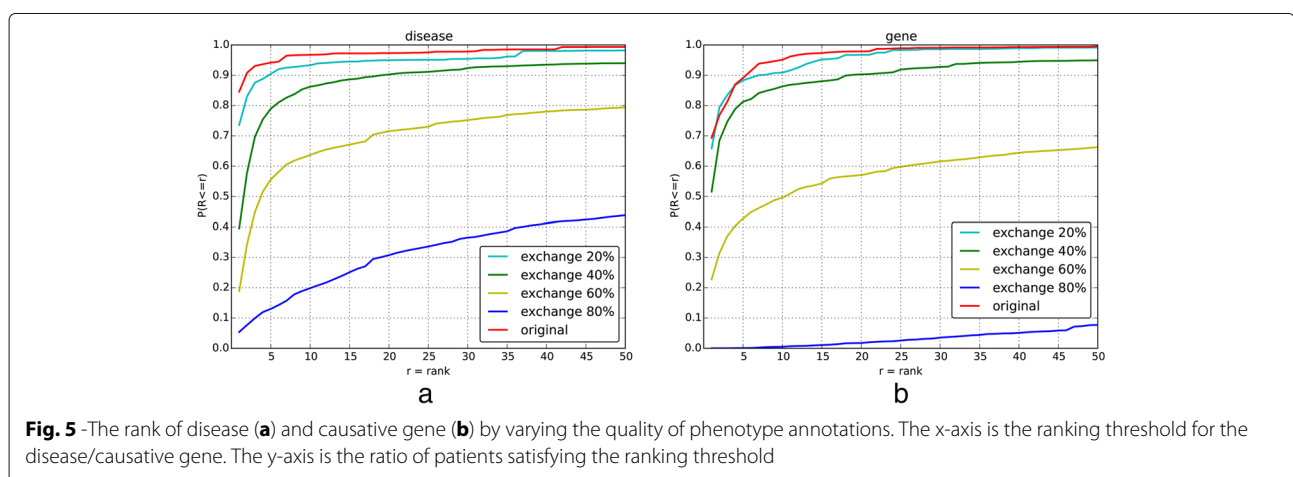 disease
P(R<=r)
1.0
0.9
0.8
0.7
0.6
0.5
0.4
0.3
0.2
0.1
0.0
5 10 15 20 25 30 35 40 45 50
r = rank
exchange 20%
exchange 40%
exchange 60%
exchange 80%
original
a
gene
P(R<=r)
1.0
0.9
0.8
0.7
0.6
0.5
0.4
0.3
0.2
0.1
0.0
5 10 15 20 25 30 35 40 45 50
r = rank
exchange 20%
exchange 40%
exchange 60%
exchange 80%
original
b
Fig. 5 -The rank of disease (a) and causative gene (b) by varying the quality of phenotype annotations. The x-axis is the ranking threshold for the
disease/causative gene. The y-axis is the ratio of patients satisfying the ranking threshold